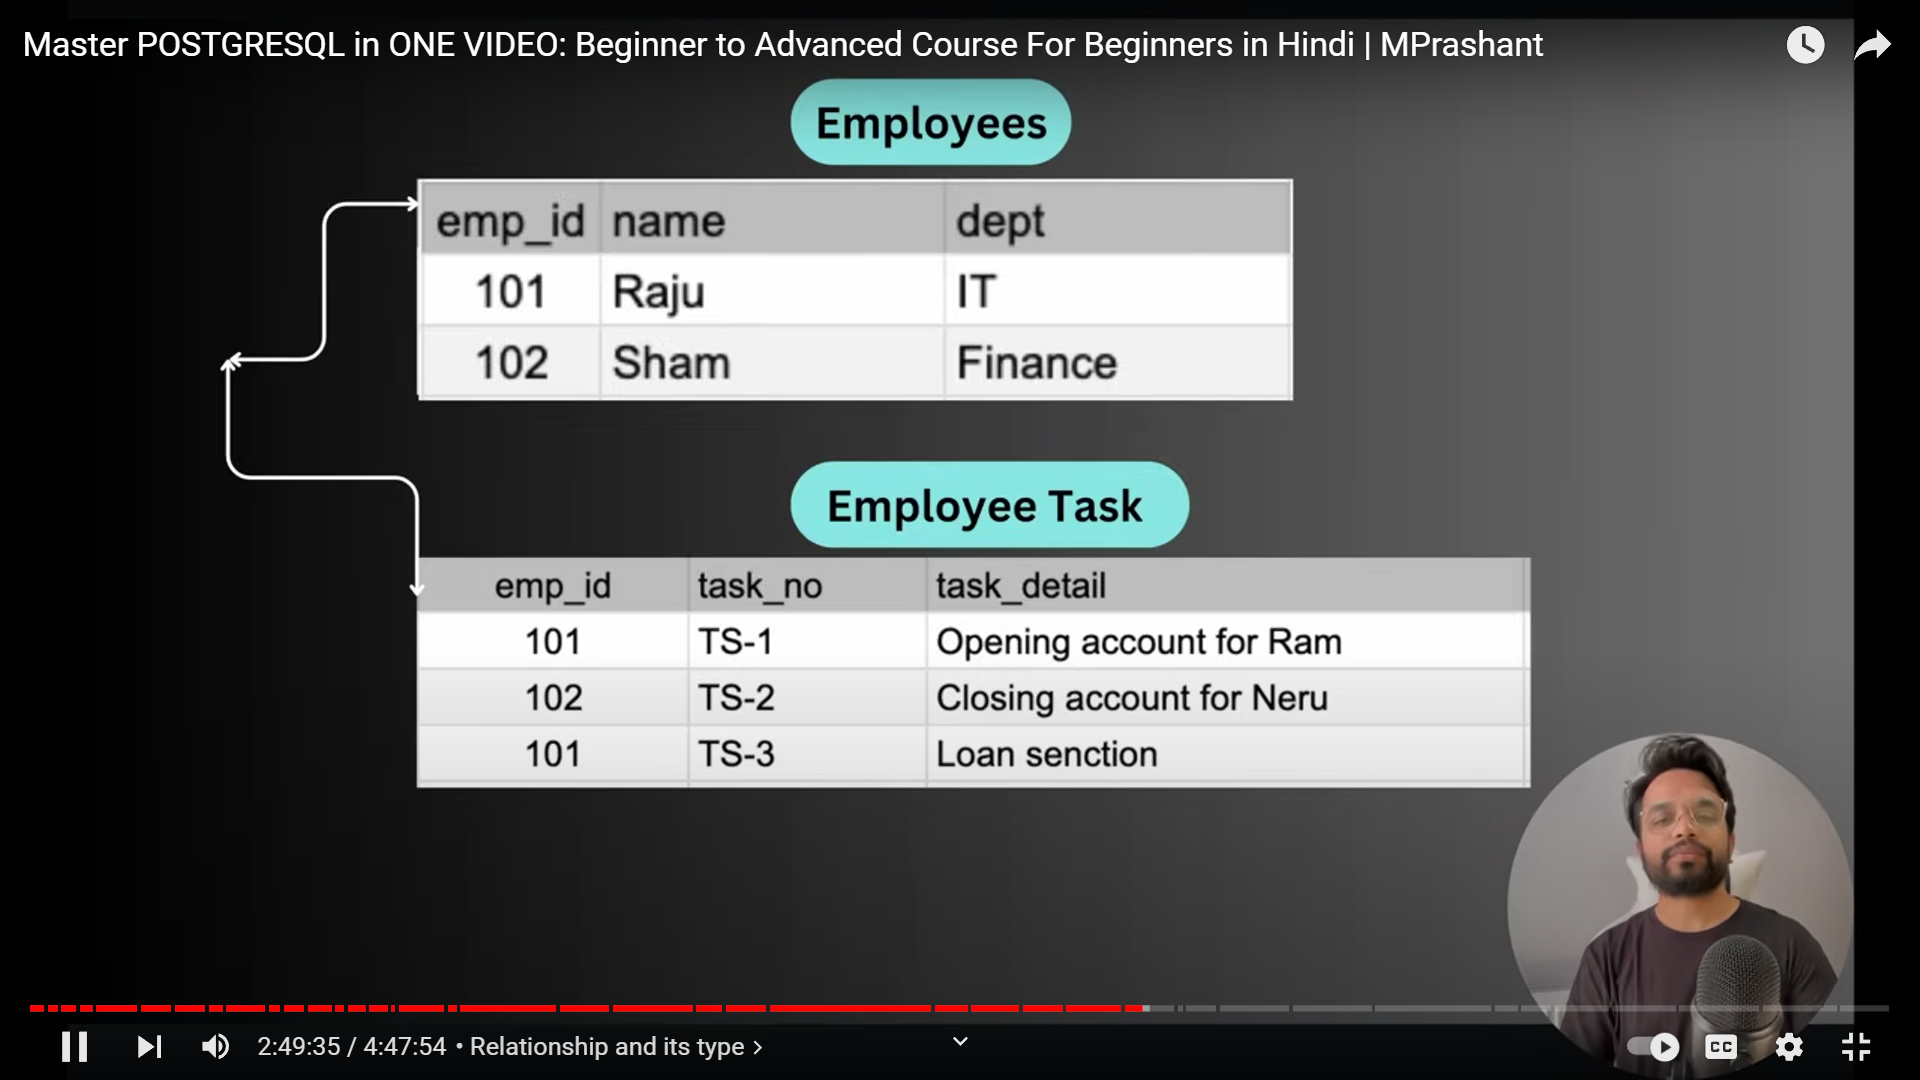 Master POSTGRESQL in ONE VIDEO: Beginner to Advanced Course For Beginners in Hindi | MPrashant
Employees
emp_id name dept
101 Raju IT
102 Sham Finance
Employee Task
emp_id task_no task_detail
101 TS-1 Opening account for Ram
102 TS-2 Closing account for Neru
101 TS-3 Loan senction
2:49:35 / 4:47:54 • Relationship and its type >
CC